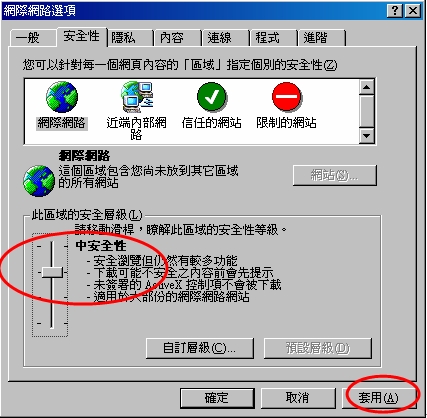 網際網路選項
一般 安全性 隱私 內容 連線 程式 進階
您可以針對每一個網頁內容的「區域」指定個別的安全性(Z)
網際網路 近端內部網路 信任的網站 限制的網站
網際網路
這個區域包含您尚未放到其它區域
的所有網站
網站(S)...
此區域的安全層級(L)
請移動滑桿，瞭解此區域的安全性等級。
中安全性
- 安全瀏覽但仍然有較多功能
- 下載可能不安全之內容前會先提示
- 未簽署的 ActiveX 控制項不會被下載
- 適用於大部份的網際網路網站
自訂層級(C)... 預設層級(D)
確定 取消 套用(A)